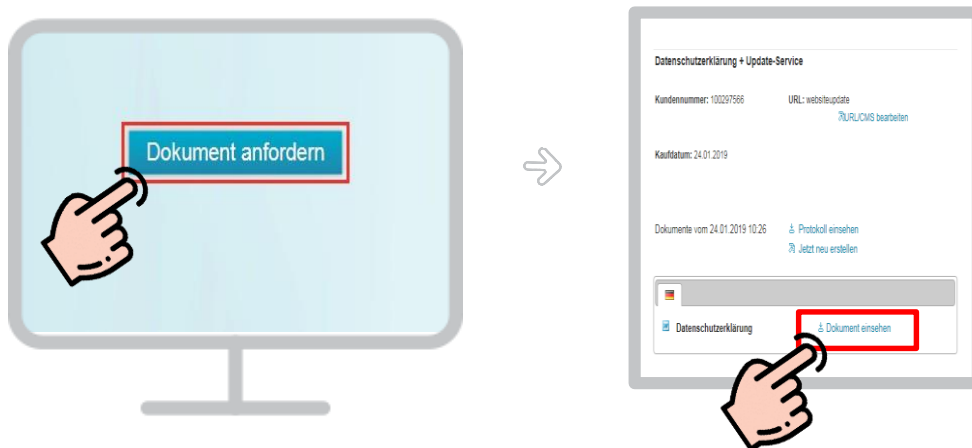 Dokument anfordern
Datenschutzerklärung + Update-Service
Kundennummer: 100297566 URL: websiteupdate
URL/CMS bearbeiten
Kaufdatum: 24.01.2019
Dokumente vom 24.01.2019 10:26 Protokoll einsehen
Jetzt neu erstellen
Datenschutzerklärung Dokument einsehen